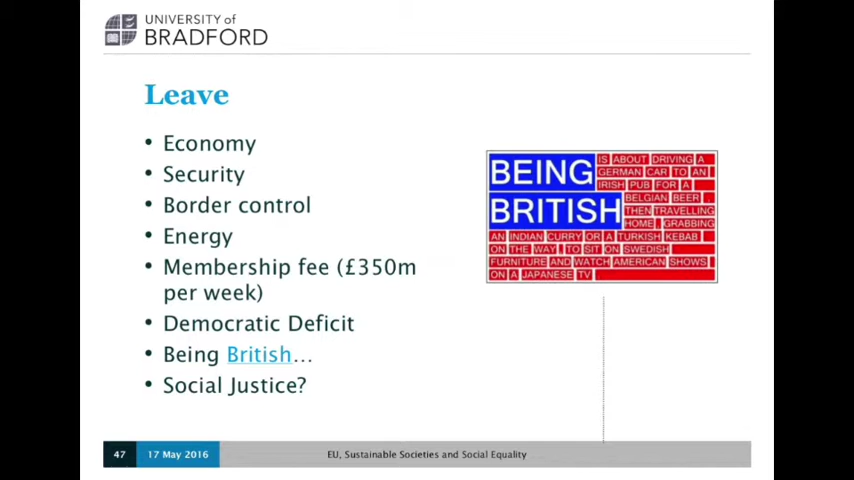 UNIVERSITY of
BRADFORD
Leave
• Economy
• Security
• Border control
• Energy
• Membership fee (£350m
per week)
• Democratic Deficit
• Being British...
• Social Justice?
BEING
BRITISH
IS ABOUT DRIVING A
GERMAN CAR TO AN
IRISH PUB FOR A
BELGIAN BEER,
THEN TRAVELLING
HOME, GRABBING
AN INDIAN CURRY OR A TURKISH KEBAB
ON THE WAY, TO SIT ON SWEDISH
FURNITURE AND WATCH AMERICAN SHOWS
ON A JAPANESE TV
47
17 May 2016
EU, Sustainable Societies and Social Equality